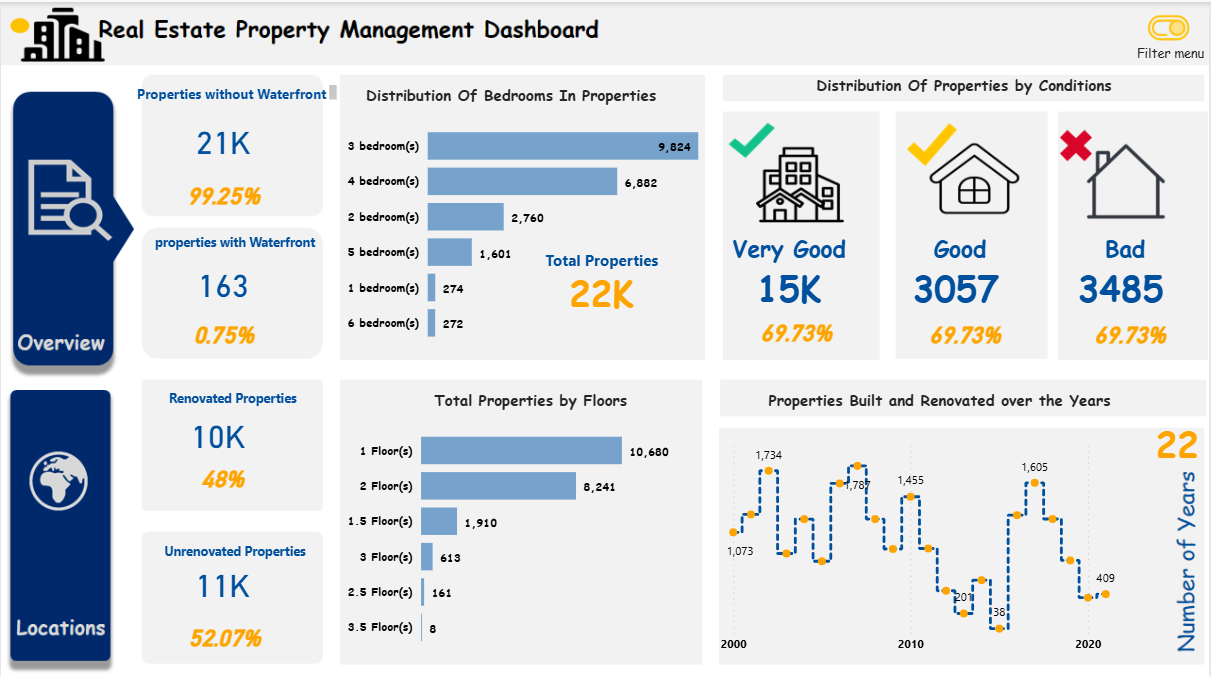 Real Estate Property Management Dashboard
Filter menu
Overview
Locations
Properties without Waterfront
21K
99.25%
properties with Waterfront
163
0.75%
Renovated Properties
10K
48%
Unrenovated Properties
11K
52.07%
Distribution Of Bedrooms In Properties
3 bedroom(s) 9,824
4 bedroom(s) 6,882
2 bedroom(s) 2,760
5 bedroom(s) 1,601
1 bedroom(s) 274
6 bedroom(s) 272
Total Properties
22K
Distribution Of Properties by Conditions
Very Good
15K
69.73%
Good
3057
69.73%
Bad
3485
69.73%
Total Properties by Floors
1 Floor(s) 10,680
2 Floor(s) 8,241
1.5 Floor(s) 1,910
3 Floor(s) 613
2.5 Floor(s) 161
3.5 Floor(s) 8
Properties Built and Renovated over the Years
22
Number of Years
1,073
1,734
1,787
1,455
201
38
1,605
409
2000
2010
2020